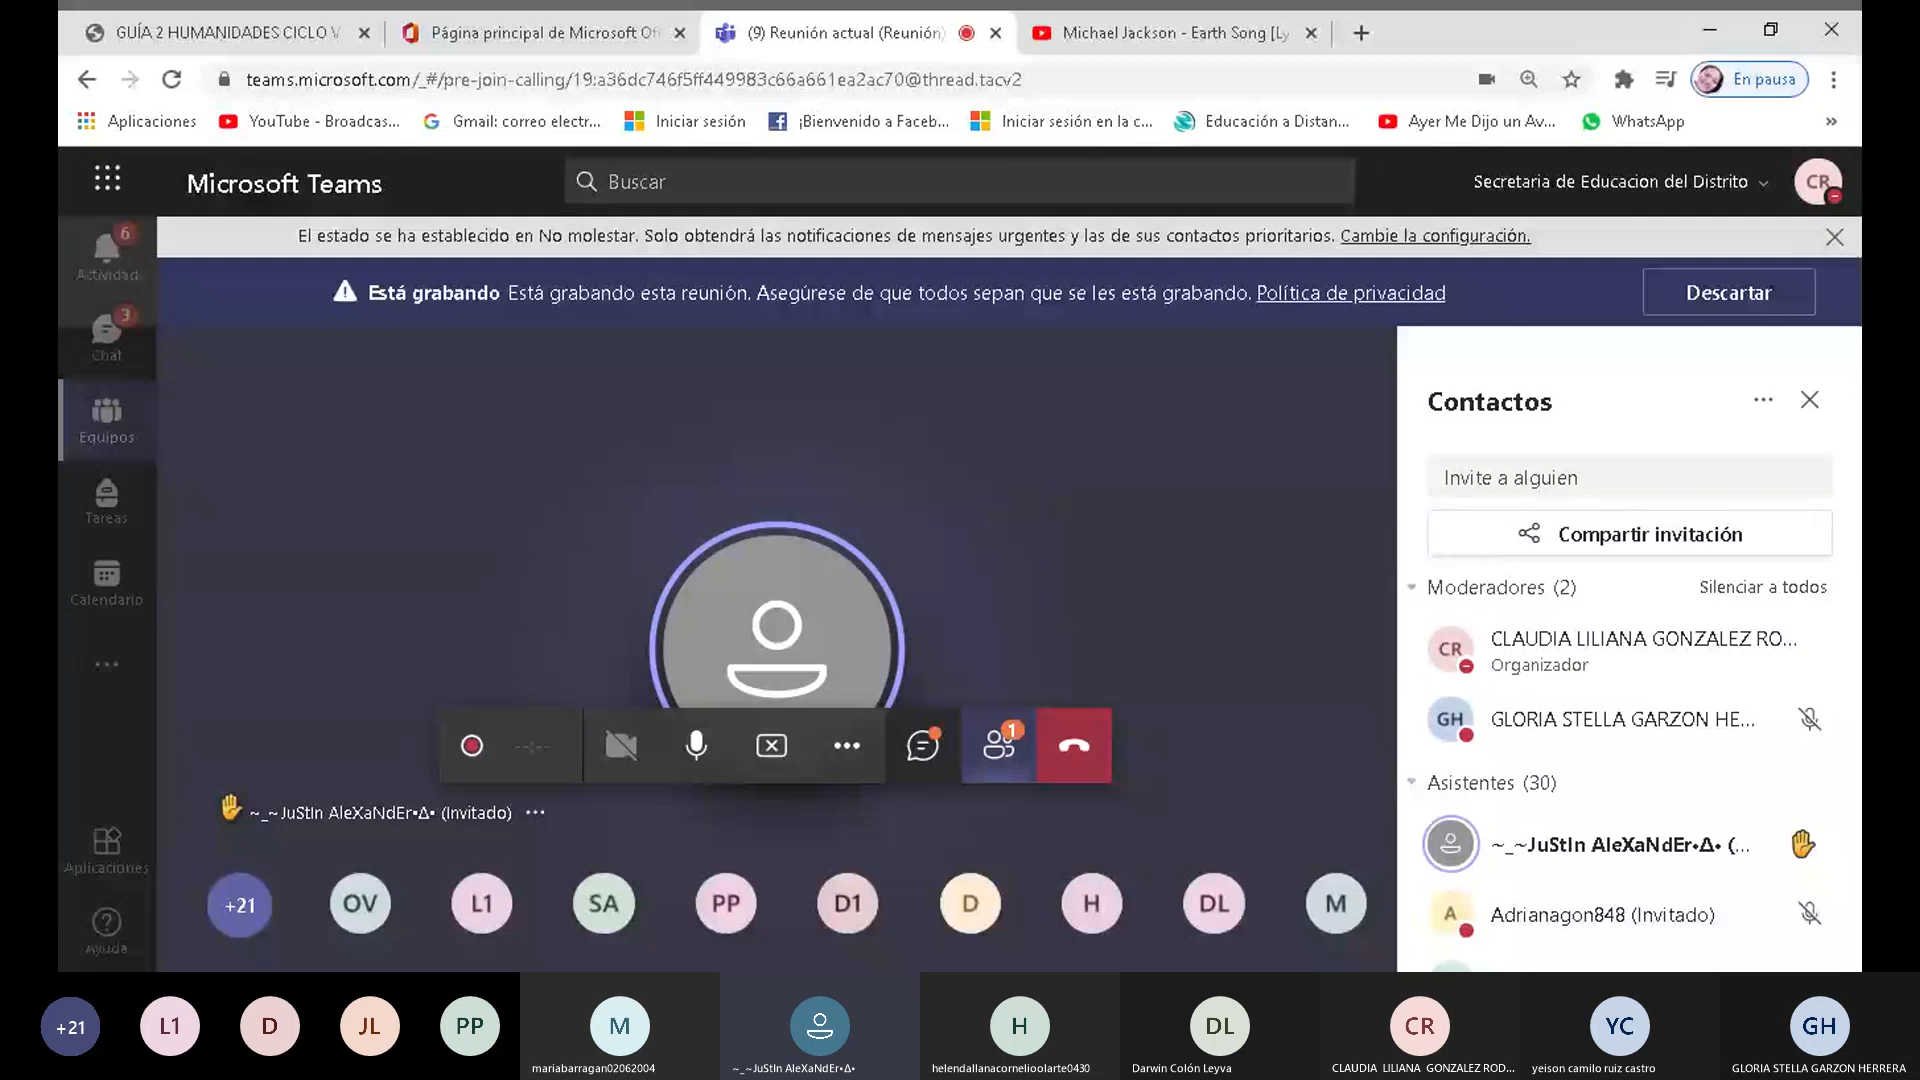 GUÍA 2 HUMANIDADES CICLO V
Página principal de Microsoft Of
(9) Reunión actual (Reunión)
Michael Jackson - Earth Song [Ly
teams.microsoft.com/_#/pre-join-calling/19:a36dc746f5ff449983c66a661ea2ac70@thread.tacv2
En pausa
Aplicaciones
YouTube - Broadcas...
Gmail: correo electr...
Iniciar sesión
¡Bienvenido a Faceb...
Iniciar sesión en la c...
Educación a Distan...
Ayer Me Dijo un Av...
WhatsApp
»
Microsoft Teams
Buscar
Secretaria de Educacion del Distrito
CR
El estado se ha establecido en No molestar. Solo obtendrá las notificaciones de mensajes urgentes y las de sus contactos prioritarios. Cambie la configuración.
Está grabando Está grabando esta reunión. Asegúrese de que todos sepan que se les está grabando. Política de privacidad
Descartar
6
Actividad
3
Chat
Equipos
Tareas
Calendario
Aplicaciones
Ayuda
Contactos
Invite a alguien
Compartir invitación
Moderadores (2)
Silenciar a todos
CR
CLAUDIA LILIANA GONZALEZ RO...
Organizador
GH
GLORIA STELLA GARZON HE...
Asistentes (30)
~_~JuStIn AleXaNdEr•Δ• (...
A
Adrianagon848 (Invitado)
--:--
1
~_~JuStIn AleXaNdEr•Δ• (Invitado)
+21
OV
L1
SA
PP
D1
D
H
DL
M
+21
L1
D
JL
PP
M
mariabarragan02062004
~_~JuStIn AleXaNdEr•Δ•
H
helendallanacornelioolarte0430
DL
Darwin Colón Leyva
CR
CLAUDIA LILIANA GONZALEZ ROD...
YC
yeison camilo ruiz castro
GH
GLORIA STELLA GARZON HERRERA